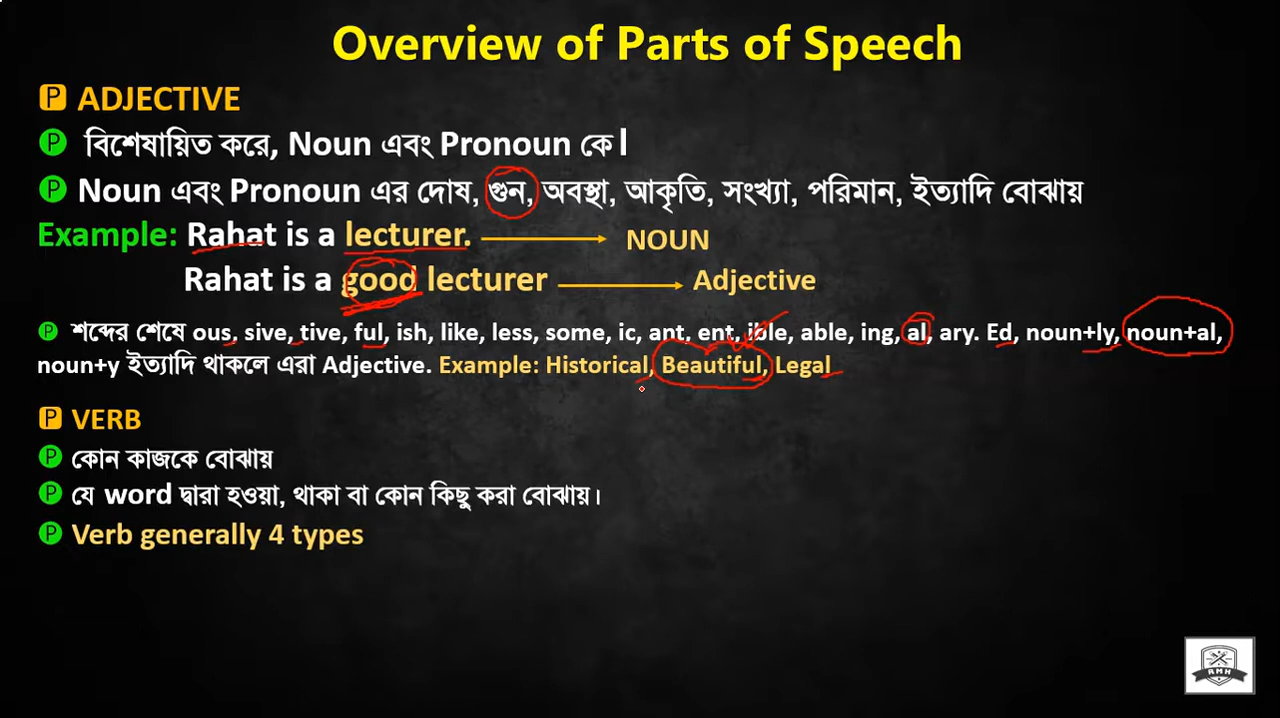 Overview of Parts of Speech
P ADJECTIVE
P বিশেষায়িত করে, Noun এবং Pronoun কে l
P Noun এবং Pronoun এর দোষ, গুন, অবস্থা, আকৃতি, সংখ্যা, পরিমান, ইত্যাদি বোঝায়
Example: Rahat is a lecturer. NOUN
Rahat is a good lecturer Adjective
P শব্দের শেষে ous, sive, tive, ful, ish, like, less, some, ic, ant, ent, ible, able, ing, al, ary. Ed, noun+ly, noun+al,
noun+y ইত্যাদি থাকলে এরা Adjective. Example: Historical, Beautiful, Legal
P VERB
P কোন কাজকে বোঝায়
P যে word দ্বারা হওয়া, থাকা বা কোন কিছু করা বোঝায়।
P Verb generally 4 types
RMH